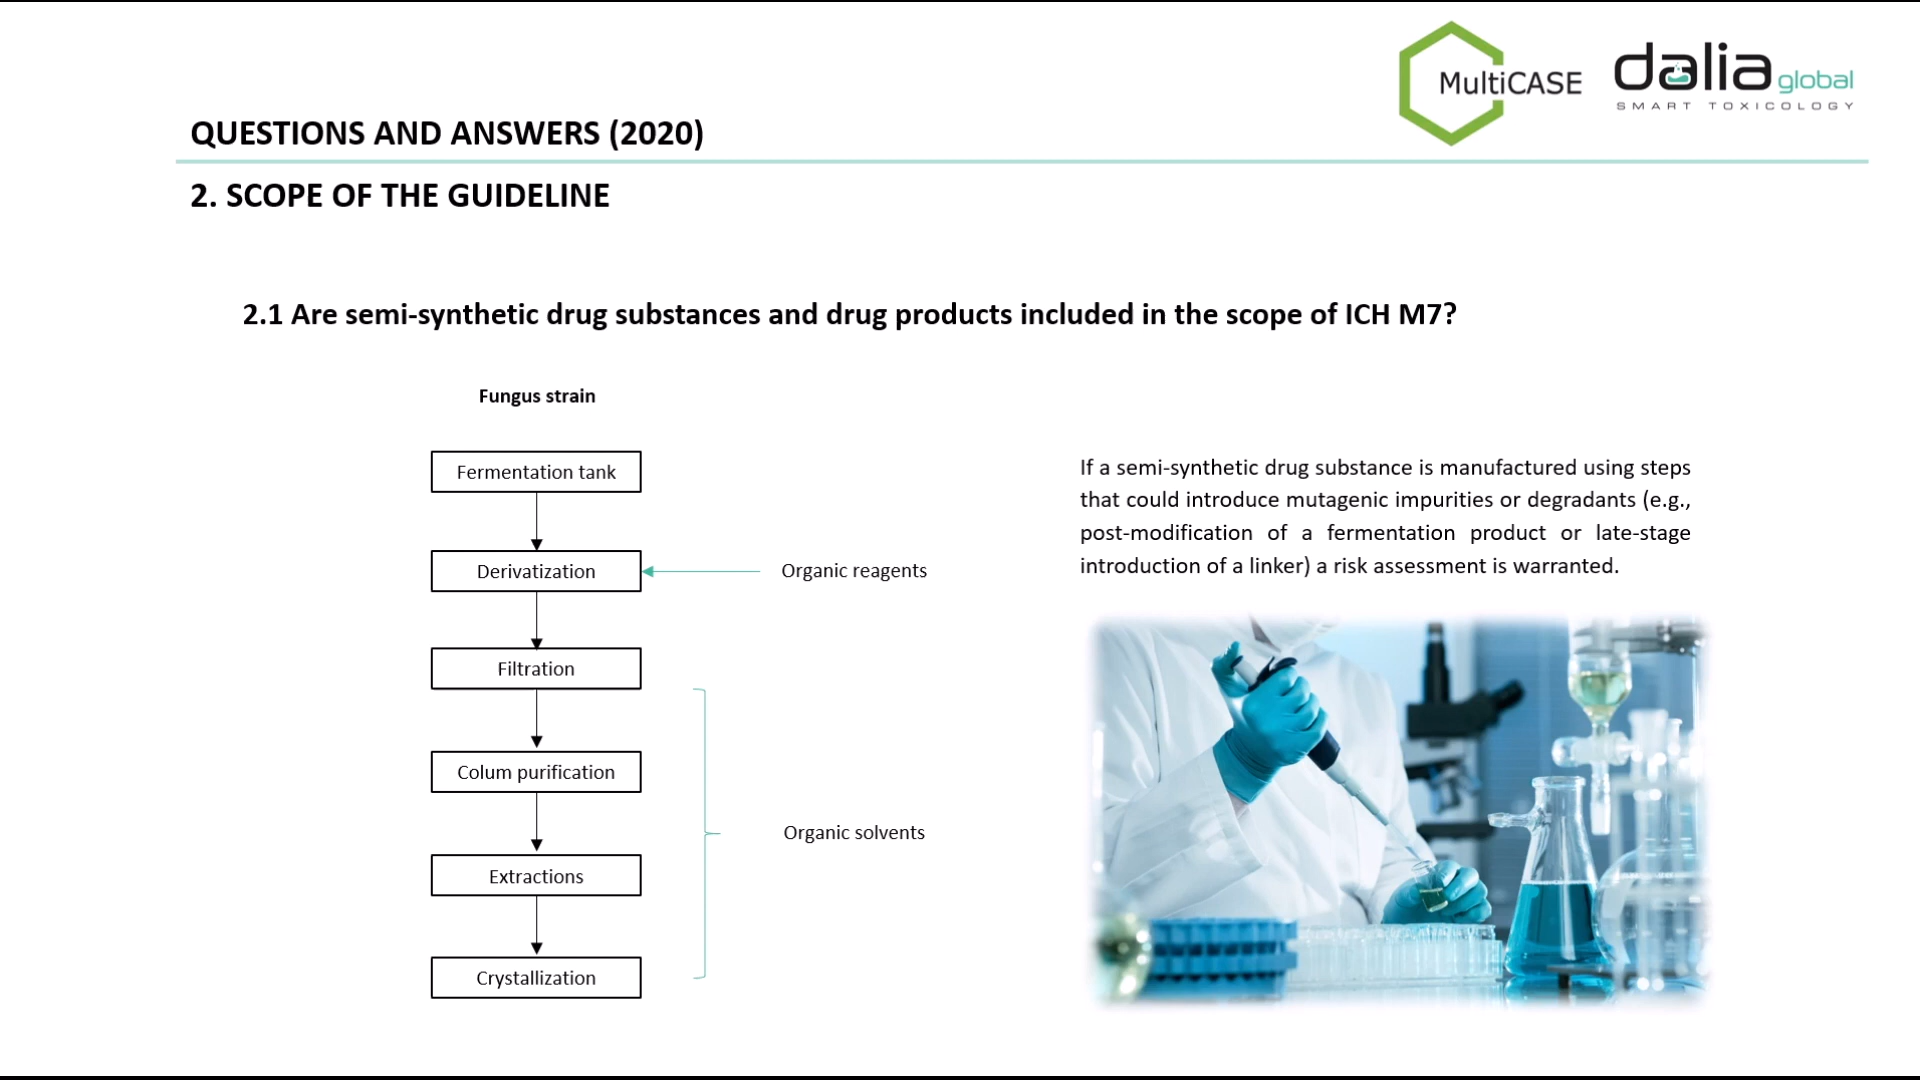 MultiCASE
dalia global
SMART TOXICOLOGY
QUESTIONS AND ANSWERS (2020)
2. SCOPE OF THE GUIDELINE
2.1 Are semi-synthetic drug substances and drug products included in the scope of ICH M7?
Fungus strain
Fermentation tank
Derivatization
Organic reagents
Filtration
Colum purification
Organic solvents
Extractions
Crystallization
If a semi-synthetic drug substance is manufactured using steps
that could introduce mutagenic impurities or degradants (e.g.,
post-modification of a fermentation product or late-stage
introduction of a linker) a risk assessment is warranted.